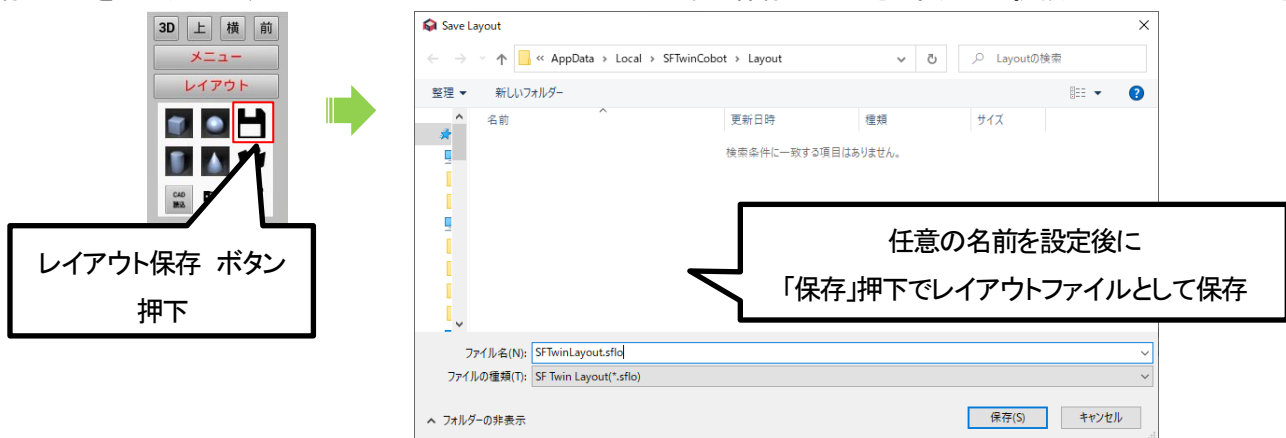 3D 上 横 前
メニュー
レイアウト
CAD
読込
レイアウト保存 ボタン
押下
Save Layout
« AppData › Local › SFTwinCobot › Layout
Layoutの検索
整理
新しいフォルダー
名前
更新日時
種類
サイズ
検索条件に一致する項目はありません。
任意の名前を設定後に
「保存」押下でレイアウトファイルとして保存
ファイル名(N): SFTwinLayout.sflo
ファイルの種類(T): SF Twin Layout(*.sflo)
フォルダーの非表示
保存(S)
キャンセル